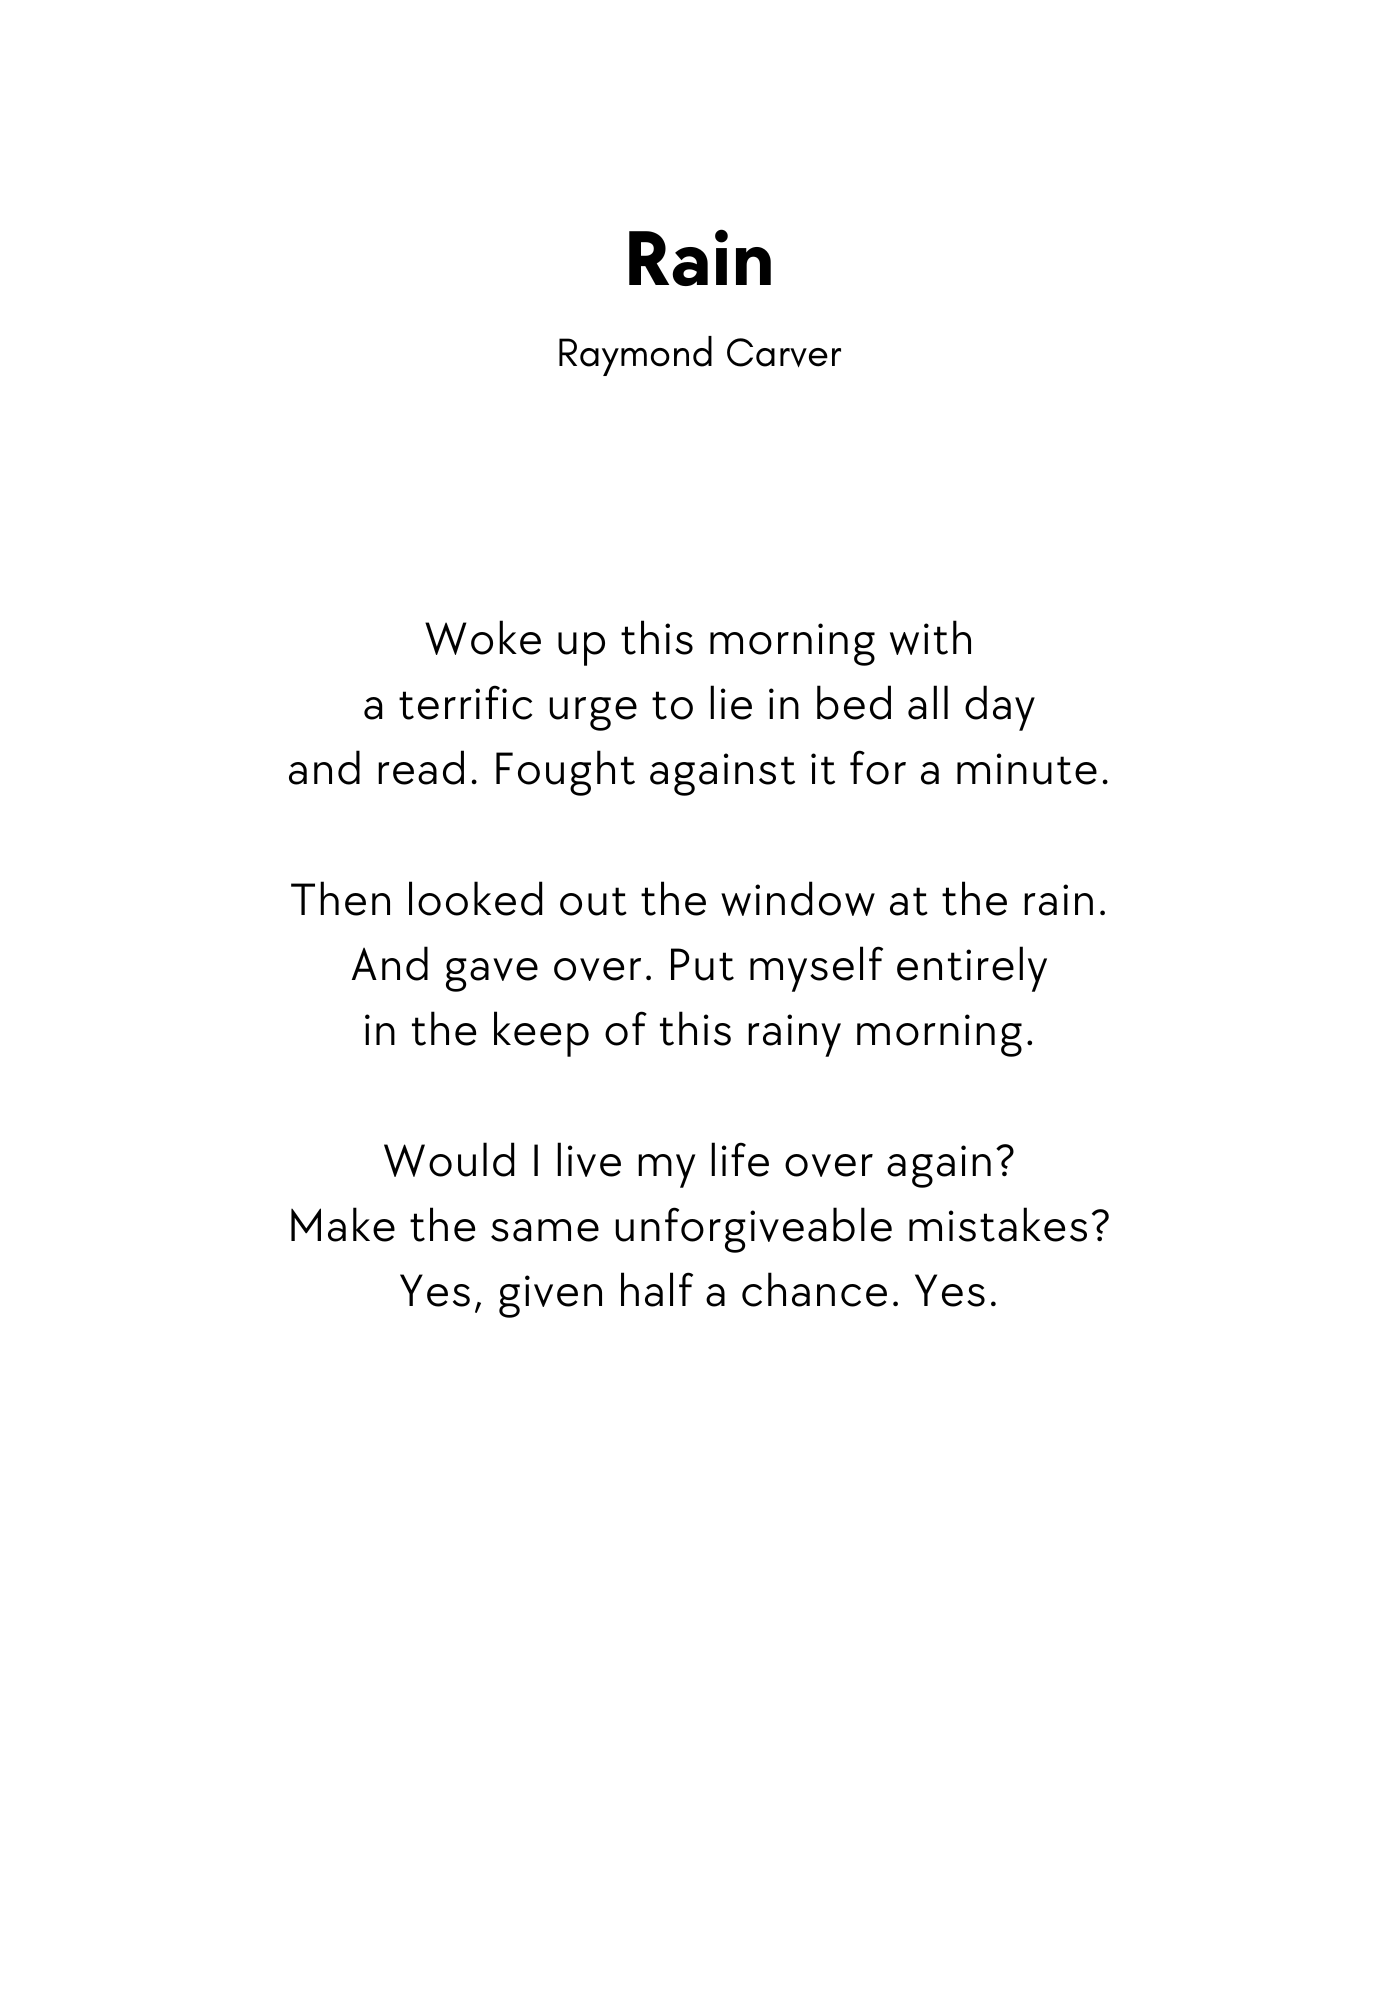 Rain
Raymond Carver
Woke up this morning with
a terrific urge to lie in bed all day
and read. Fought against it for a minute.
Then looked out the window at the rain.
And gave over. Put myself entirely
in the keep of this rainy morning.
Would I live my life over again?
Make the same unforgiveable mistakes?
Yes, given half a chance. Yes.